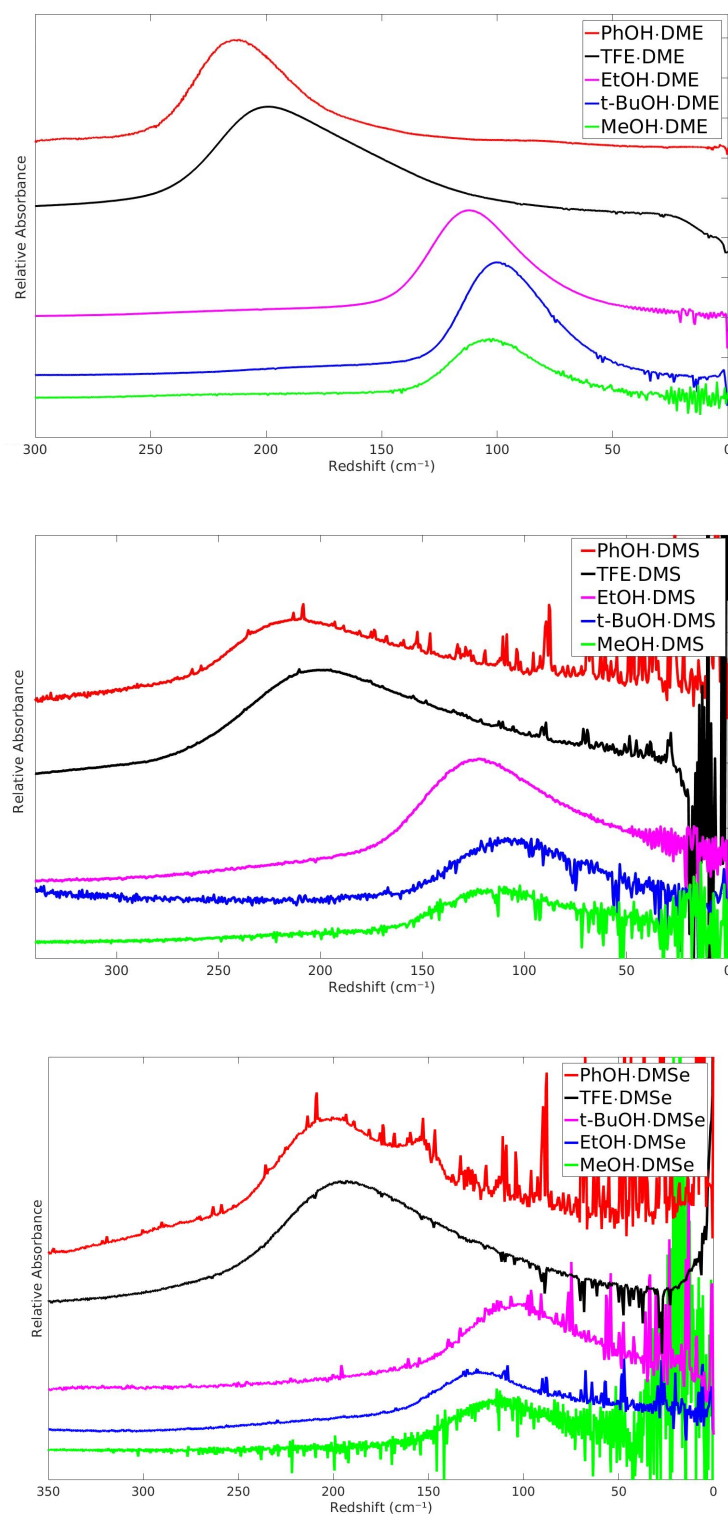 PhOH·DME
TFE·DME
EtOH·DME
t-BuOH·DME
MeOH·DME
Relative Absorbance
300 250 200 150 100 50 0
Redshift (cm⁻¹)
PhOH·DMS
TFE·DMS
EtOH·DMS
t-BuOH·DMS
MeOH·DMS
Relative Absorbance
300 250 200 150 100 50 0
Redshift (cm⁻¹)
PhOH·DMSe
TFE·DMSe
t-BuOH·DMSe
EtOH·DMSe
MeOH·DMSe
Relative Absorbance
350 300 250 200 150 100 50 0
Redshift (cm⁻¹)